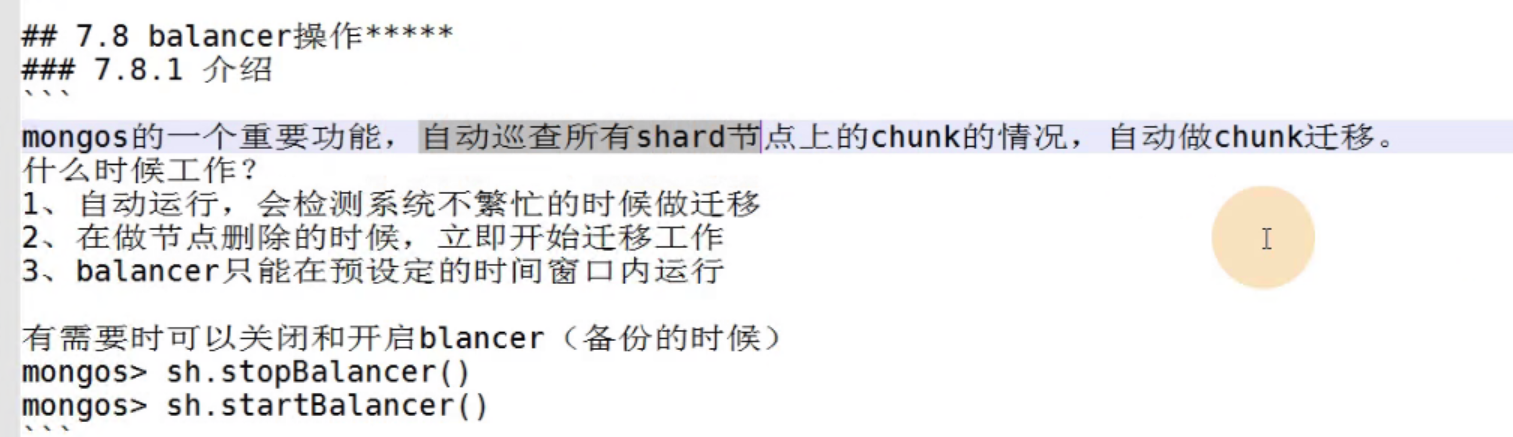 ## 7.8 balancer操作*****
### 7.8.1 介绍
```
mongos的一个重要功能，自动巡查所有shard节点上的chunk的情况，自动做chunk迁移。
什么时候工作？
1、自动运行，会检测系统不繁忙的时候做迁移
2、在做节点删除的时候，立即开始迁移工作
3、balancer只能在预设定的时间窗口内运行
有需要时可以关闭和开启blancer（备份的时候）
mongos> sh.stopBalancer()
mongos> sh.startBalancer()
```